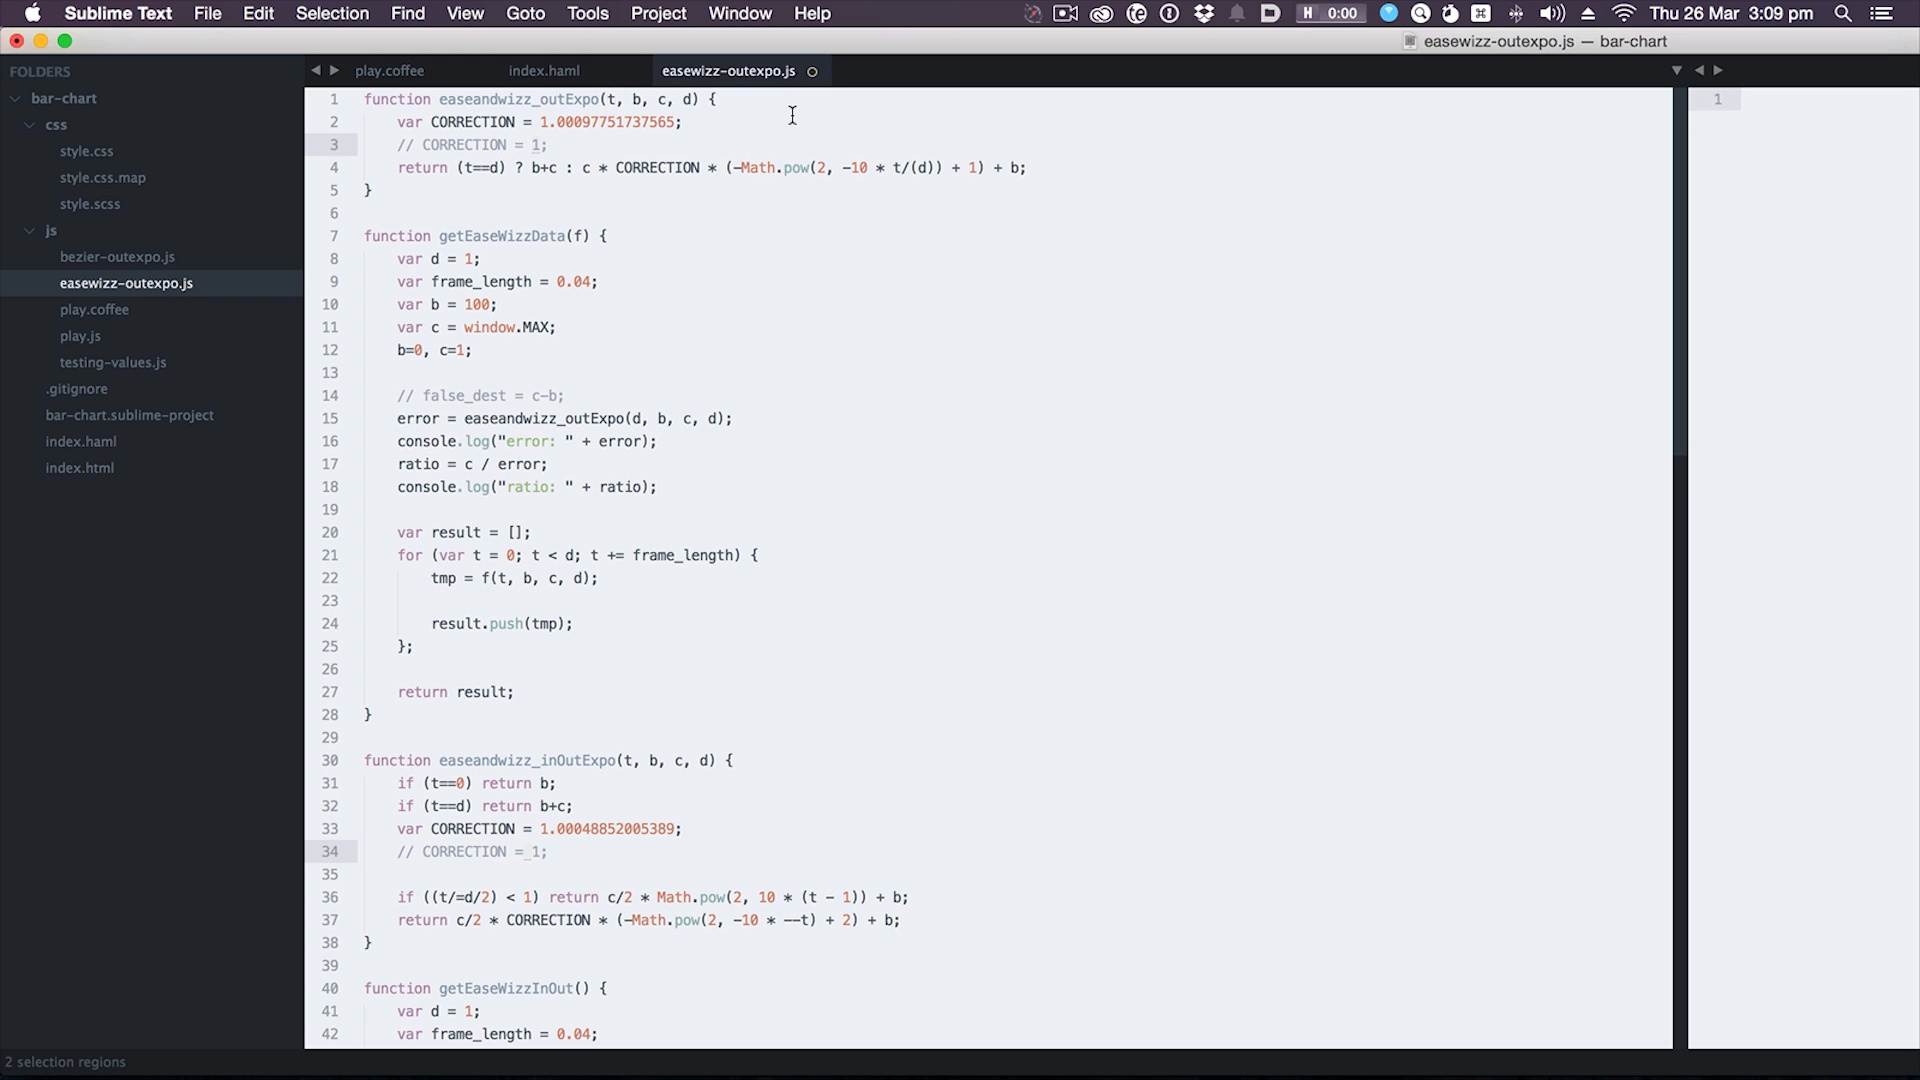 Sublime Text File Edit Selection Find View Goto Tools Project Window Help H 0:00 Thu 26 Mar 3:09 pm
easewizz-outexpo.js — bar-chart
FOLDERS
bar-chart
css
style.css
style.css.map
style.scss
js
bezier-outexpo.js
easewizz-outexpo.js
play.coffee
play.js
testing-values.js
.gitignore
bar-chart.sublime-project
index.haml
index.html
play.coffee index.haml easewizz-outexpo.js
1 function easeandwizz_outExpo(t, b, c, d) {
2 var CORRECTION = 1.00097751737565;
3 // CORRECTION = 1;
4 return (t==d) ? b+c : c * CORRECTION * (-Math.pow(2, -10 * t/(d)) + 1) + b;
5 }
6
7 function getEaseWizzData(f) {
8 var d = 1;
9 var frame_length = 0.04;
10 var b = 100;
11 var c = window.MAX;
12 b=0, c=1;
13
14 // false_dest = c-b;
15 error = easeandwizz_outExpo(d, b, c, d);
16 console.log("error: " + error);
17 ratio = c / error;
18 console.log("ratio: " + ratio);
19
20 var result = [];
21 for (var t = 0; t < d; t += frame_length) {
22 tmp = f(t, b, c, d);
23
24 result.push(tmp);
25 };
26
27 return result;
28 }
29
30 function easeandwizz_inOutExpo(t, b, c, d) {
31 if (t==0) return b;
32 if (t==d) return b+c;
33 var CORRECTION = 1.00048852005389;
34 // CORRECTION = 1;
35
36 if ((t/=d/2) < 1) return c/2 * Math.pow(2, 10 * (t - 1)) + b;
37 return c/2 * CORRECTION * (-Math.pow(2, -10 * --t) + 2) + b;
38 }
39
40 function getEaseWizzInOut() {
41 var d = 1;
42 var frame_length = 0.04;
1
2 selection regions